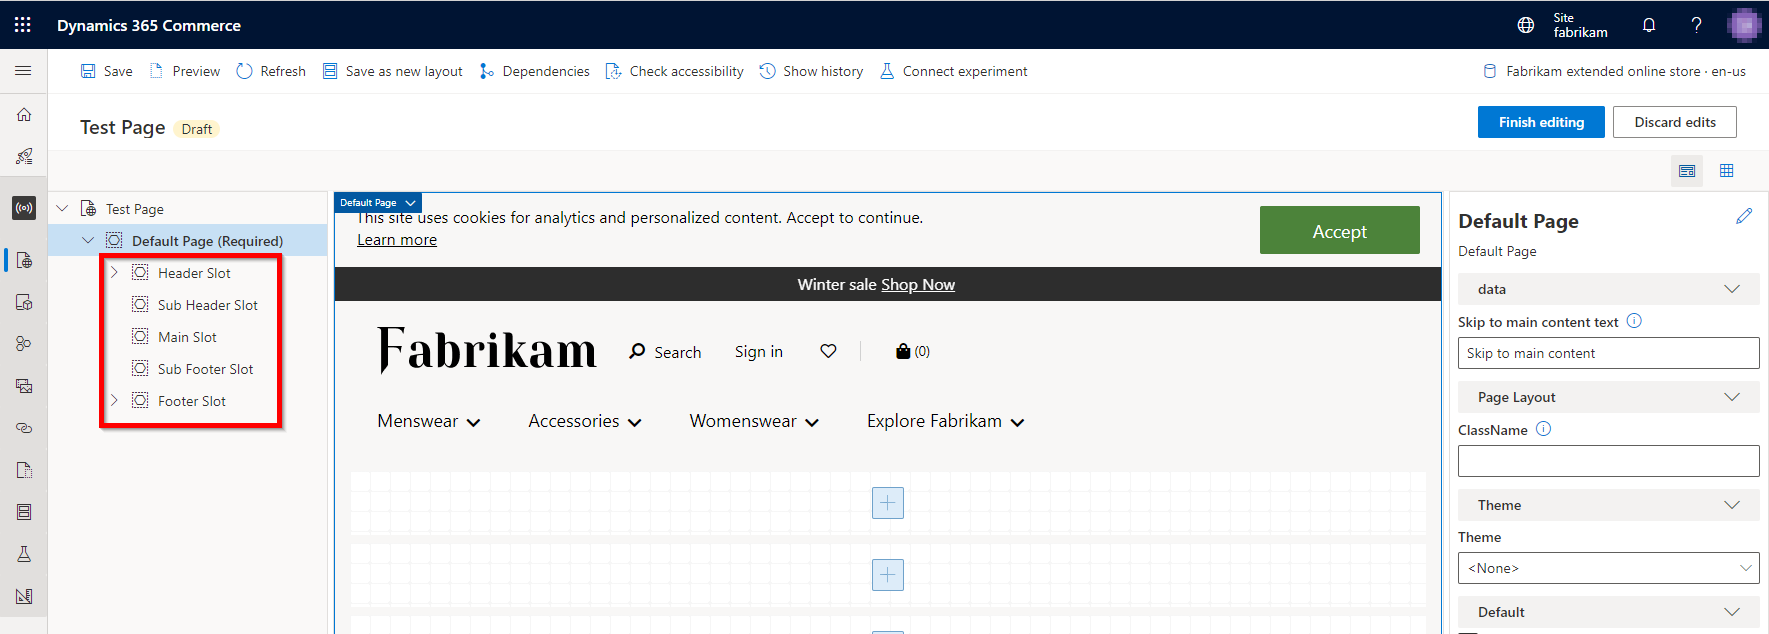 Dynamics 365 Commerce
Site
fabrikam
?
Save
Preview
Refresh
Save as new layout
Dependencies
Check accessibility
Show history
Connect experiment
Fabrikam extended online store · en-us
Test Page
Draft
Finish editing
Discard edits
Test Page
Default Page (Required)
Header Slot
Sub Header Slot
Main Slot
Sub Footer Slot
Footer Slot
Default Page
This site uses cookies for analytics and personalized content. Accept to continue.
Learn more
Accept
Winter sale Shop Now
Fabrikam
Search
Sign in
(0)
Menswear
Accessories
Womenswear
Explore Fabrikam
Default Page
Default Page
data
Skip to main content text
Skip to main content
Page Layout
ClassName
Theme
Theme
<None>
Default